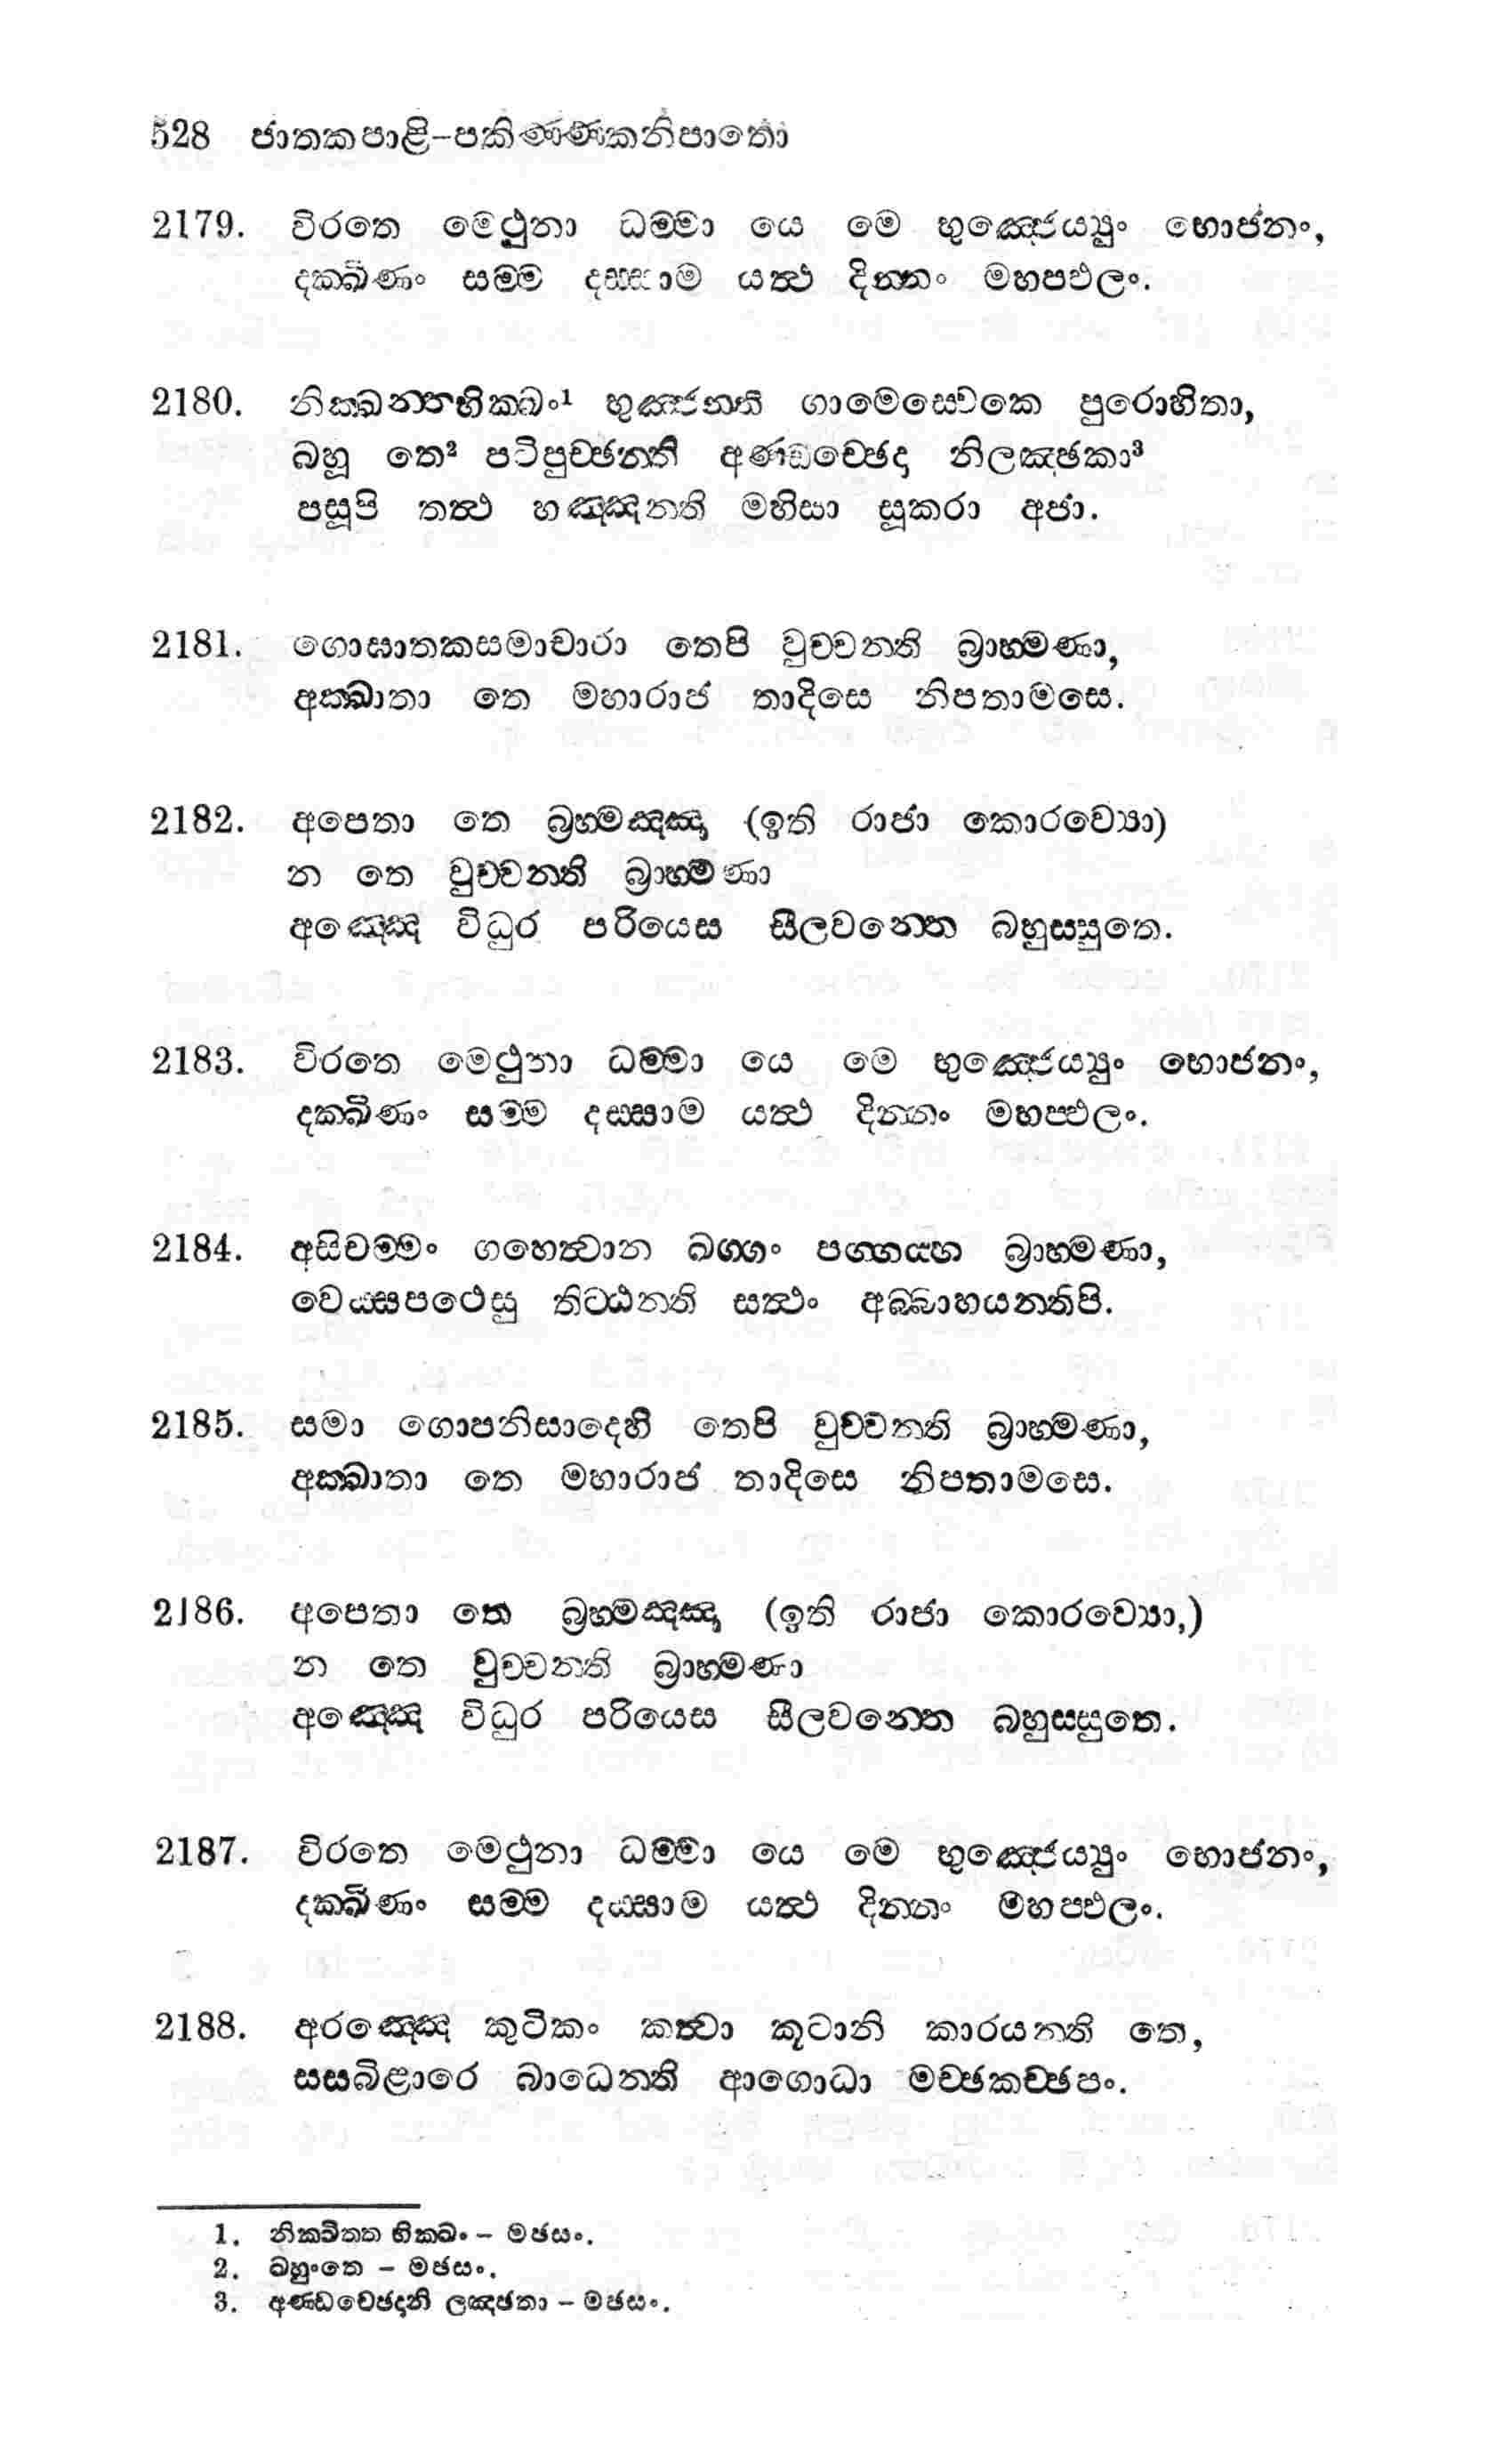 528 ජාතකපාළි-පකිණ්ණකනිපාතො
2179. විරතෙ මෙථුනා ධම්මා යෙ මෙ භුඤ්ජෙය්‍යුං භොජනං,
දක්ඛිණං සම්ම දස්සාම යත්‍ථ දින්නං මහප්ඵලං.
2180. නික්ඛන්තභික්ඛං¹ භුඤ්ජන්ති ගාමෙස්වෙකෙ පුරොහිතා,
බහූ තෙ² පටිපුච්ඡන්ති අණ්ඩච්ඡෙදා නිලඤ්ඡකා³
පසූපි තත්‍ථ හඤ්ඤන්ති මහිසා සූකරා අජා.
2181. ගොඝාතකසමාචාරා තෙපි වුච්චන්ති බ්‍රාහ්මණා,
අක්ඛාතා තෙ මහාරාජ තාදිසෙ නිපතාමසෙ.
2182. අපෙතා තෙ බ්‍රහ්මඤ්ඤා (ඉති රාජා කොරව්‍යො)
න තෙ වුච්චන්ති බ්‍රාහ්මණා
අඤ්ඤෙ විධුර පරියෙස සීලවන්තෙ බහුස්සුතෙ.
2183. විරතෙ මෙථුනා ධම්මා යෙ මෙ භුඤ්ජෙය්‍යුං භොජනං,
දක්ඛිණං සම්ම දස්සාම යත්‍ථ දින්නං මහප්ඵලං.
2184. අසිචම්මං ගහෙත්‍වාන ඛග්ගං පග්ගය්හ බ්‍රාහ්මණා,
වෙස්සපථෙසු තිට්ඨන්ති සත්‍ථං අබ්බාහයන්තිපි.
2185. සමා ගොපනිසාදෙහි තෙපි වුච්චන්ති බ්‍රාහ්මණා,
අක්ඛාතා තෙ මහාරාජ තාදිසෙ නිපතාමසෙ.
2186. අපෙතා තෙ බ්‍රහ්මඤ්ඤා (ඉති රාජා කොරව්‍යො,)
න තෙ වුච්චන්ති බ්‍රාහ්මණා
අඤ්ඤෙ විධුර පරියෙස සීලවන්තෙ බහුස්සුතෙ.
2187. විරතෙ මෙථුනා ධම්මා යෙ මෙ භුඤ්ජෙය්‍යුං භොජනං,
දක්ඛිණං සම්ම දස්සාම යත්‍ථ දින්නං මහප්ඵලං.
2188. අරඤ්ඤෙ කුටිකං කත්‍වා කූටානි කාරයන්ති තෙ,
සසබිළාරෙ බාධෙන්ති ආගොධා මච්ඡකච්ඡපං.
1. නික්ඛිත්ත භික්ඛං - මඡසං.
2. බහුංතෙ - මඡසං.
3. අණ්ඩච්ඡෙදානි ලඤ්ඡතා - මඡසං.